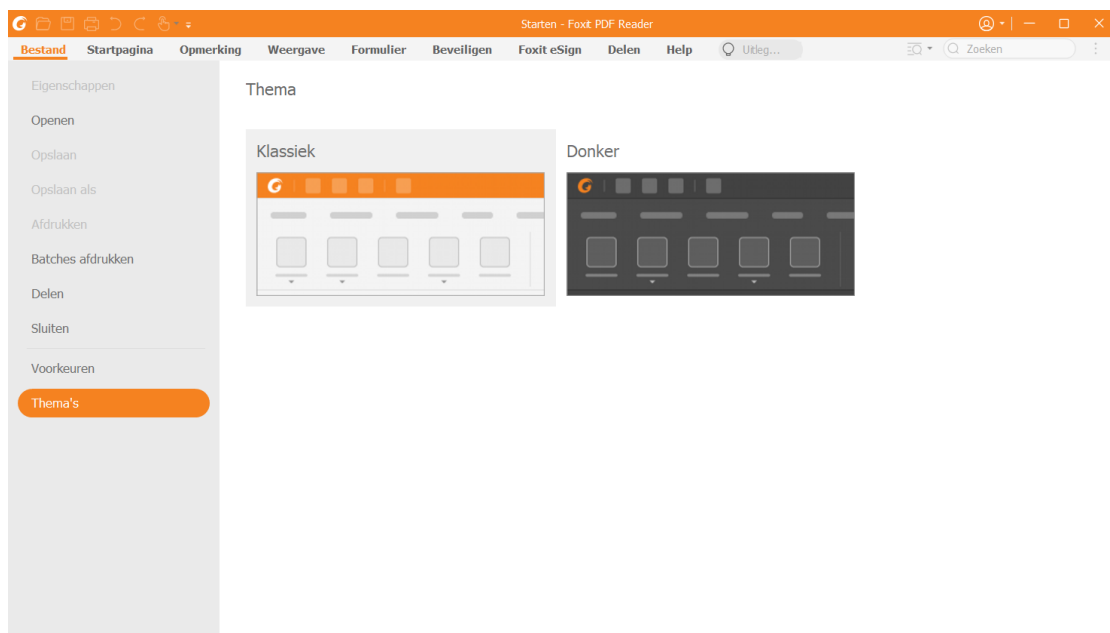 Starten - Foxit PDF Reader
Bestand Startpagina Opmerking Weergave Formulier Beveiligen Foxit eSign Delen Help Uitleg... Zoeken
Eigenschappen
Openen
Opslaan
Opslaan als
Afdrukken
Batches afdrukken
Delen
Sluiten
Voorkeuren
Thema's
Thema
Klassiek
Donker